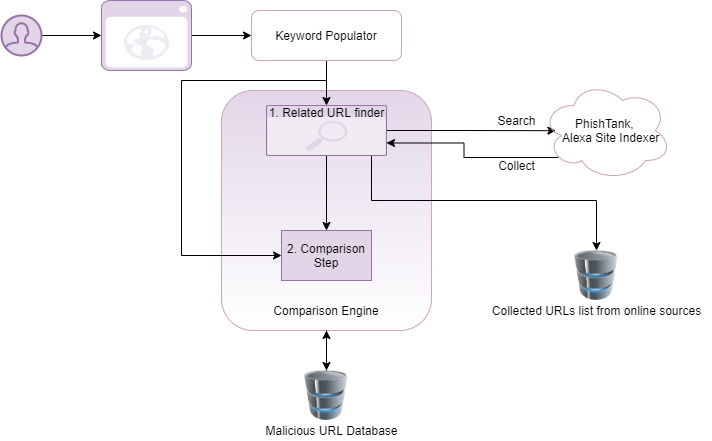 Keyword Populator
1. Related URL finder
Search
PhishTank,
Alexa Site Indexer
Collect
2. Comparison
Step
Comparison Engine
Collected URLs list from online sources
Malicious URL Database